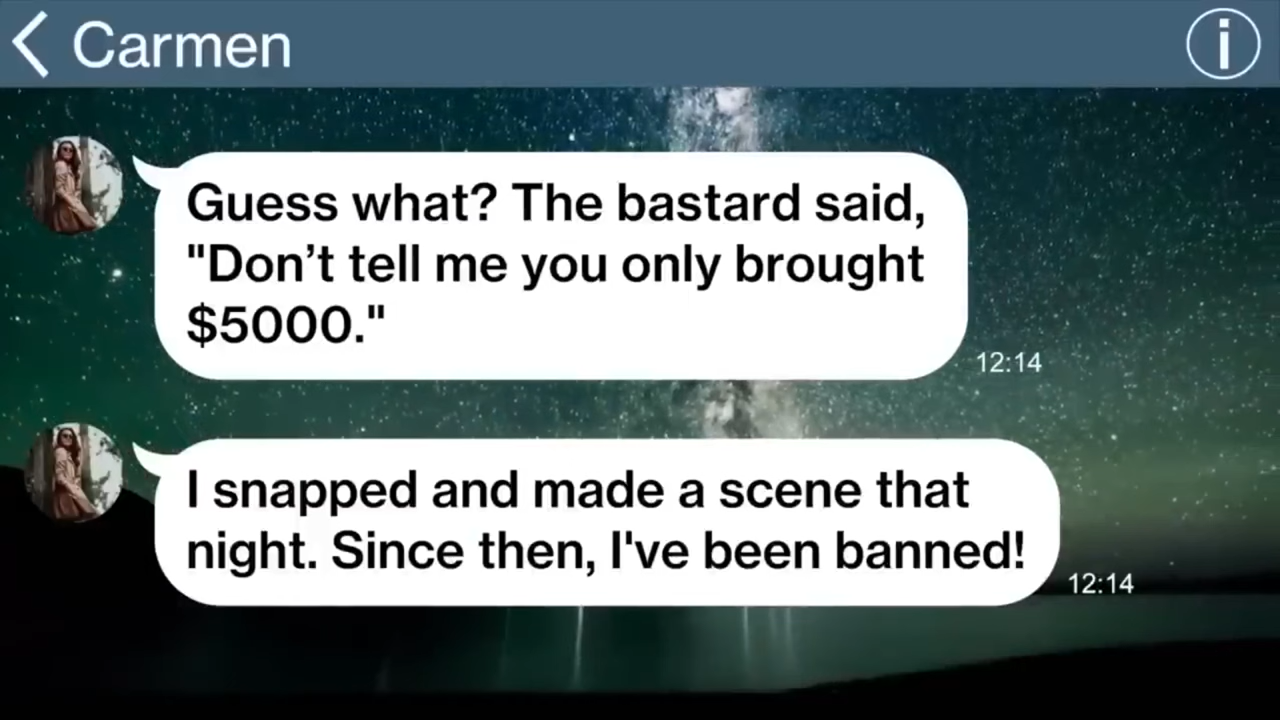 Carmen
Guess what? The bastard said,
"Don’t tell me you only brought
$5000."
12:14
I snapped and made a scene that
night. Since then, I've been banned!
12:14